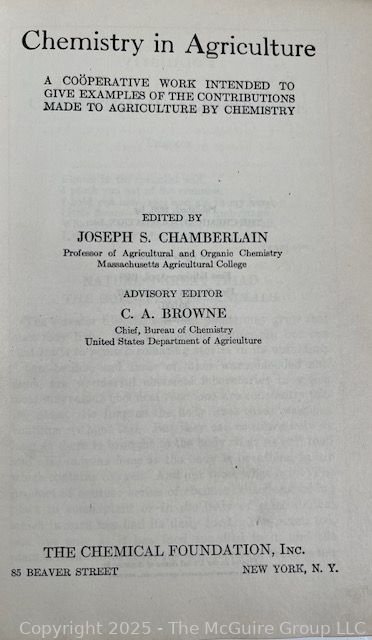 Chemistry in Agriculture
A COÖPERATIVE WORK INTENDED TO
GIVE EXAMPLES OF THE CONTRIBUTIONS
MADE TO AGRICULTURE BY CHEMISTRY
EDITED BY
JOSEPH S. CHAMBERLAIN
Professor of Agricultural and Organic Chemistry
Massachusetts Agricultural College
ADVISORY EDITOR
C. A. BROWNE
Chief, Bureau of Chemistry
United States Department of Agriculture
THE CHEMICAL FOUNDATION, INC.
85 BEAVER STREET NEW YORK, N. Y.
Copyright 2025 - The McGuire Group LLC